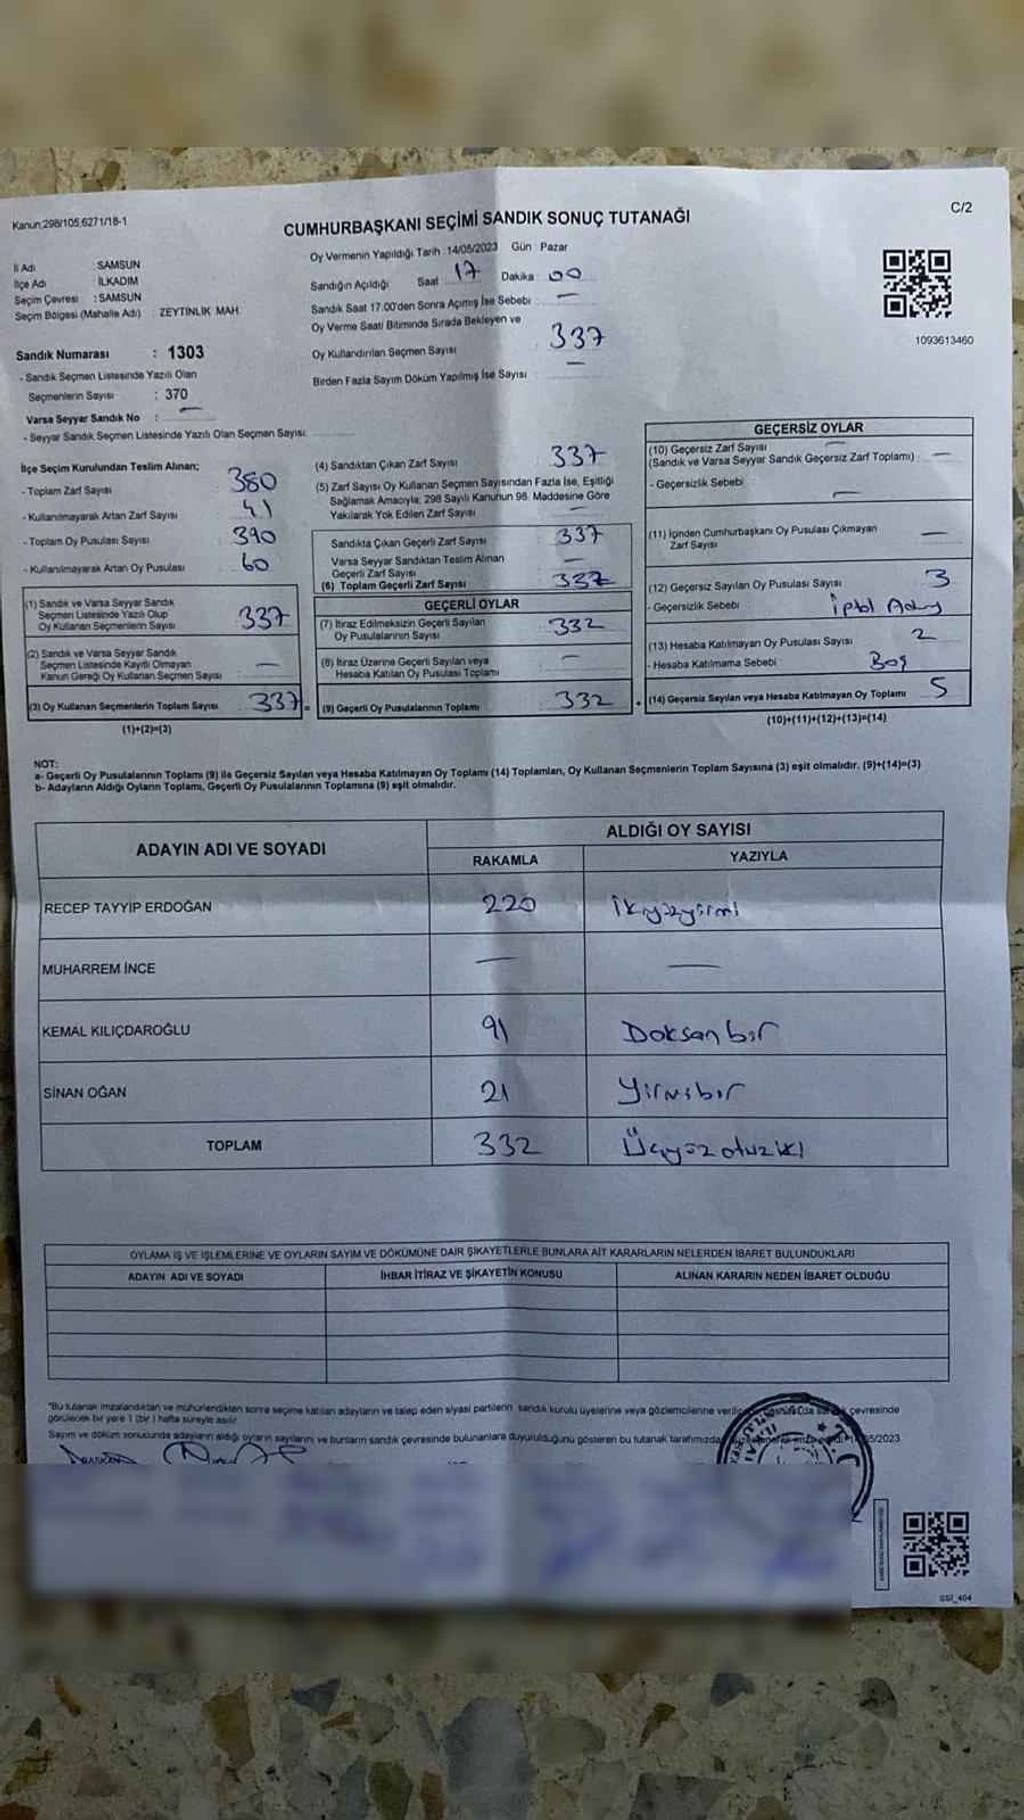 Kanun;298/105,6271/18-1
C/2
CUMHURBAŞKANI SEÇİMİ SANDIK SONUÇ TUTANAĞI
Oy Vermenin Yapıldığı Tarih :14/05/2023 Gün : Pazar
İl Adı : SAMSUN
İlçe Adı : İLKADIM
Seçim Çevresi : SAMSUN
Seçim Bölgesi (Mahalle Adı) : ZEYTİNLİK MAH.
Sandığın Açıldığı Saat 17 Dakika 00
Sandık Saat 17.00'den Sonra Açımış İse Sebebi —
Oy Verme Saati Bitiminde Sırada Bekleyen ve
Oy Kullandırılan Seçmen Sayısı 337
Birden Fazla Sayım Döküm Yapılmış İse Sayısı —
1093613460
Sandık Numarası : 1303
- Sandık Seçmen Listesinde Yazılı Olan
Seçmenlerin Sayısı : 370
Varsa Seyyar Sandık No : —
- Seyyar Sandık Seçmen Listesinde Yazılı Olan Seçmen Sayısı:
İlçe Seçim Kurulundan Teslim Alınan;
- Toplam Zarf Sayısı 380
- Kullanılmayarak Artan Zarf Sayısı 41
- Toplam Oy Pusulası Sayısı 390
- Kullanılmayarak Artan Oy Pusulası 60
(1) Sandık ve Varsa Seyyar Sandık
Seçmen Listesinde Yazılı Olup
Oy Kullanan Seçmenlerin Sayısı 337
(2) Sandık ve Varsa Seyyar Sandık
Seçmen Listesinde Kayıtlı Olmayan
Kanun Gereği Oy Kullanan Seçmen Sayısı —
(3) Oy Kullanan Seçmenlerin Toplam Sayısı 337
(1)+(2)=(3)
(4) Sandıktan Çıkan Zarf Sayısı 337
(5) Zarf Sayısı Oy Kullanan Seçmen Sayısından Fazla İse, Eşitliği
Sağlamak Amacıyla; 298 Sayılı Kanunun 98. Maddesine Göre
Yakılarak Yok Edilen Zarf Sayısı —
Sandıkta Çıkan Geçerli Zarf Sayısı 337
Varsa Seyyar Sandıktan Teslim Alınan
Geçerli Zarf Sayısı —
(6) Toplam Geçerli Zarf Sayısı 337
GEÇERLİ OYLAR
(7) İtiraz Edilmeksizin Geçerli Sayılan
Oy Pusulalarının Sayısı 332
(8) İtiraz Üzerine Geçerli Sayılan veya
Hesaba Katılan Oy Pusulası Toplamı —
(9) Geçerli Oy Pusulalarının Toplamı 332
GEÇERSİZ OYLAR
(10) Geçersiz Zarf Sayısı —
(Sandık ve Varsa Seyyar Sandık Geçersiz Zarf Toplamı) : —
- Geçersizlik Sebebi —
(11) İçinden Cumhurbaşkanı Oy Pusulası Çıkmayan
Zarf Sayısı —
(12) Geçersiz Sayılan Oy Pusulası Sayısı 3
- Geçersizlik Sebebi
(13) Hesaba Katılmayan Oy Pusulası Sayısı 2
- Hesaba Katılmama Sebebi : Boş
(14) Geçersiz Sayılan veya Hesaba Katılmayan Oy Toplamı 5
(10)+(11)+(12)+(13)=(14)
NOT:
a- Geçerli Oy Pusulalarının Toplamı (9) ile Geçersiz Sayılan veya Hesaba Katılmayan Oy Toplamı (14) Toplamları, Oy Kullanan Seçmenlerin Toplam Sayısına (3) eşit olmalıdır. (9)+(14)=(3)
b- Adayların Aldığı Oyların Toplamı, Geçerli Oy Pusulalarının Toplamına (9) eşit olmalıdır.
ADAYIN ADI VE SOYADI
ALDIĞI OY SAYISI
RAKAMLA YAZIYLA
RECEP TAYYİP ERDOĞAN 220 ikiyüzyirmi
MUHARREM İNCE — —
KEMAL KILIÇDAROĞLU 91 Doksan bir
SİNAN OĞAN 21 Yirmibir
TOPLAM 332 Üçyüz otuz iki
OYLAMA İŞ VE İŞLEMLERİNE VE OYLARIN SAYIM VE DÖKÜMÜNE DAİR ŞİKAYETLERLE BUNLARA AİT KARARLARIN NELERDEN İBARET BULUNDUKLARI
ADAYIN ADI VE SOYADI İHBAR İTİRAZ VE ŞİKAYETİN KONUSU ALINAN KARARIN NEDEN İBARET OLDUĞU
"Bu tutanak imzalandıktan ve mühürlendikten sonra seçime katılan adayların ve talep eden siyasi partilerin sandık kurulu üyelerine veya gözlemcilerine çevresinde
görülecek bir yere 1 (bir ) hafta süreyle asılır.
Sayım ve döküm sonucunda adayların aldığı oyların sayılarını ve bunların sandık çevresinde bulunanlara duyurulduğunu gösteren bu tutanak 5/2023